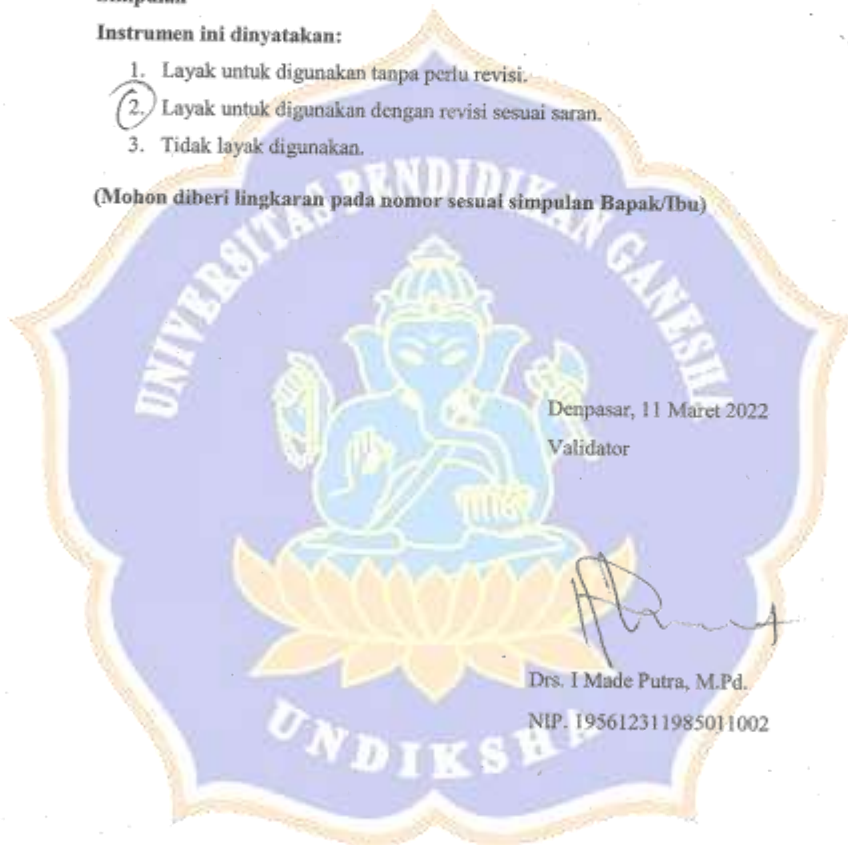 Simpulan
Instrumen ini dinyatakan:
1. Layak untuk digunakan tanpa perlu revisi.
2. Layak untuk digunakan dengan revisi sesuai saran.
3. Tidak layak digunakan.
(Mohon diberi lingkaran pada nomor sesuai simpulan Bapak/Ibu)
UNIVERSITAS PENDIDIKAN GANESHA
Denpasar, 11 Maret 2022
Validator
Drs. I Made Putra, M.Pd.
NIP. 195612311985011002
UNDIKSHA